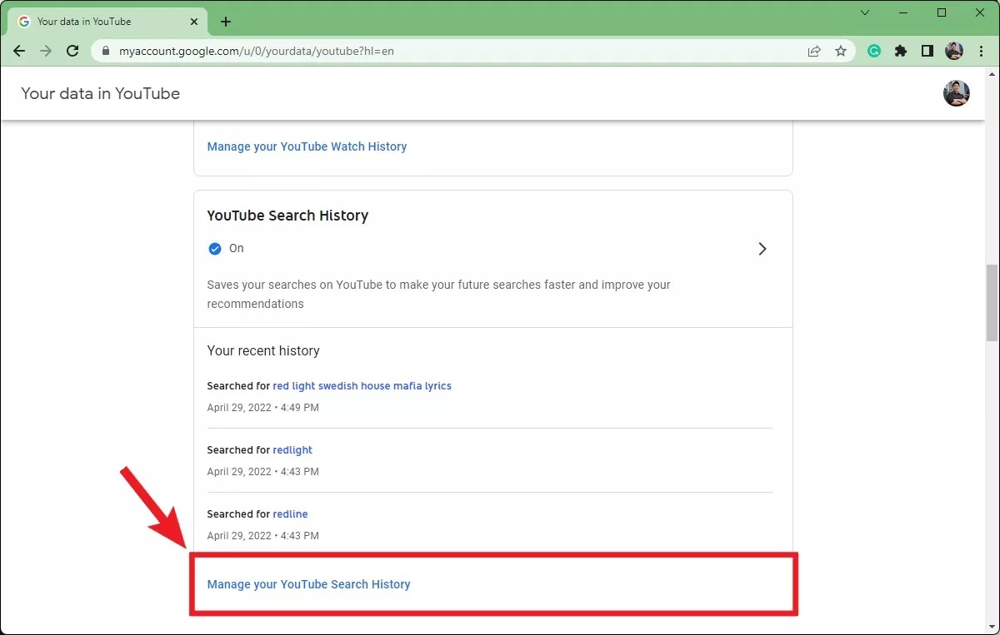 Your data in YouTube
myaccount.google.com/u/0/yourdata/youtube?hl=en
Your data in YouTube
Manage your YouTube Watch History
YouTube Search History
On
Saves your searches on YouTube to make your future searches faster and improve your
recommendations
Your recent history
Searched for red light swedish house mafia lyrics
April 29, 2022 • 4:49 PM
Searched for redlight
April 29, 2022 • 4:43 PM
Searched for redline
April 29, 2022 • 4:43 PM
Manage your YouTube Search History